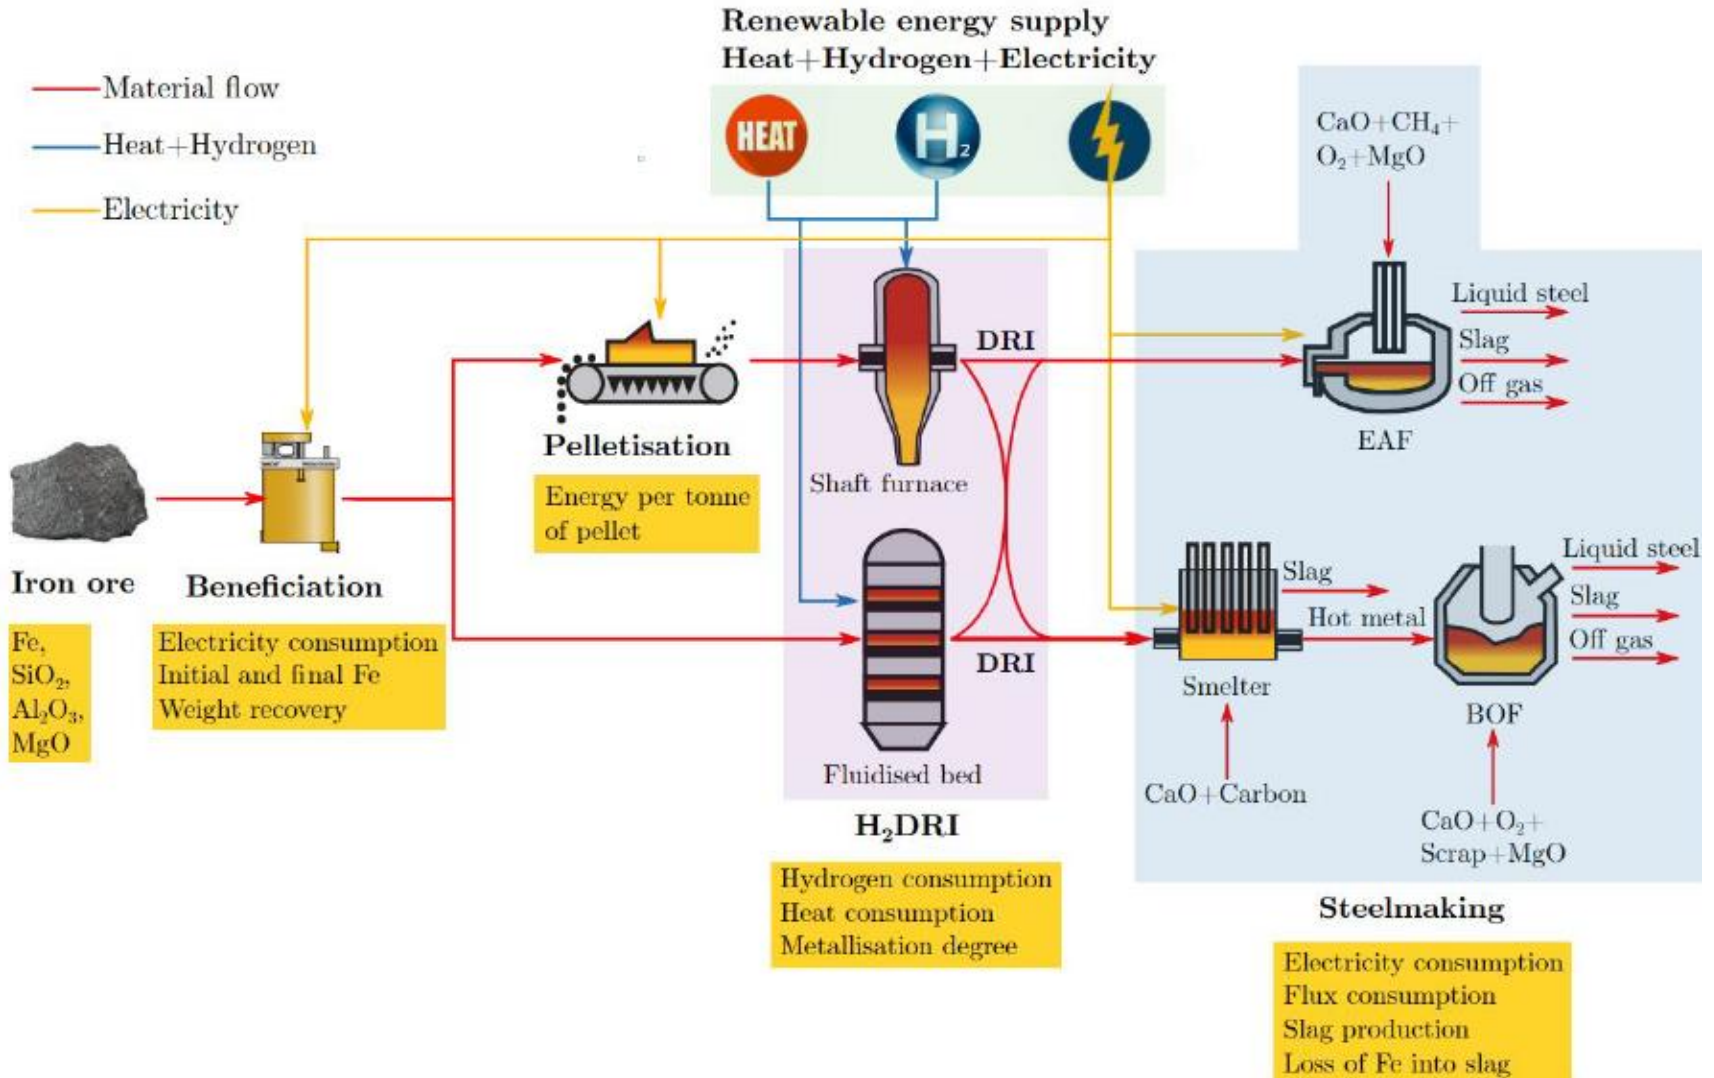 Renewable energy supply
Heat+Hydrogen+Electricity
Material flow
Heat+Hydrogen
Electricity
HEAT
H₂
CaO+CH₄+
O₂+MgO
Liquid steel
Slag
Off gas
EAF
DRI
Pelletisation
Energy per tonne
of pellet
Shaft furnace
Iron ore
Fe,
SiO₂,
Al₂O₃,
MgO
Beneficiation
Electricity consumption
Initial and final Fe
Weight recovery
DRI
Fluidised bed
H₂DRI
Hydrogen consumption
Heat consumption
Metallisation degree
Slag
Hot metal
Smelter
CaO+Carbon
Liquid steel
Slag
Off gas
BOF
CaO+O₂+
Scrap+MgO
Steelmaking
Electricity consumption
Flux consumption
Slag production
Loss of Fe into slag